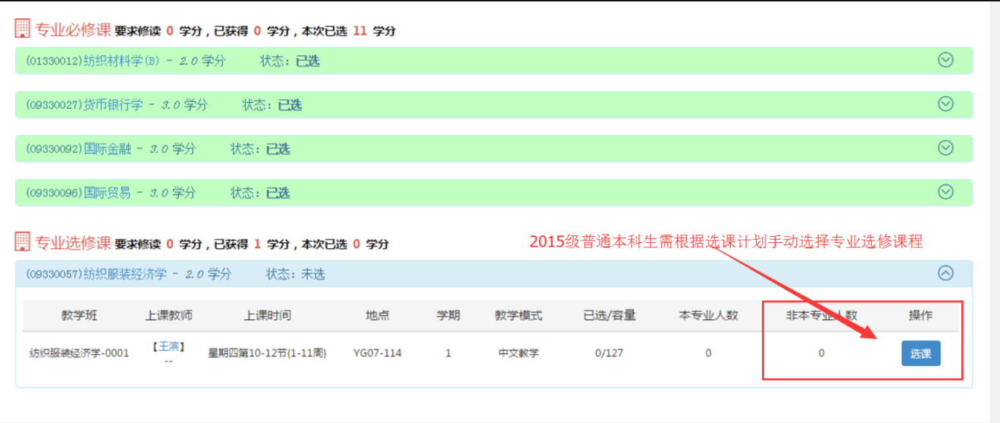 专业必修课 要求修读 0 学分，已获得 0 学分，本次已选 11 学分
(01330012)纺织材料学(B) - 2.0 学分 状态：已选
(09330027)货币银行学 - 3.0 学分 状态：已选
(09330092)国际金融 - 3.0 学分 状态：已选
(09330096)国际贸易 - 3.0 学分 状态：已选
专业选修课 要求修读 0 学分，已获得 1 学分，本次已选 0 学分
2015级普通本科生需根据选课计划手动选择专业选修课程
(09330057)纺织服装经济学 - 2.0 学分 状态：未选
教学班 上课教师 上课时间 地点 学期 教学模式 已选/容量 本专业人数 非本专业人数 操作
纺织服装经济学-0001 【王滨】 星期四第10-12节{1-11周} YG07-114 1 中文教学 0/127 0 0 选课
--